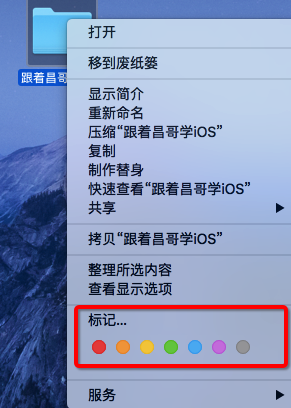 跟着昌哥
打开
移到废纸篓
显示简介
重新命名
压缩“跟着昌哥学iOS”
复制
制作替身
快速查看“跟着昌哥学iOS”
共享
拷贝“跟着昌哥学iOS”
整理所选内容
查看显示选项
标记...
服务